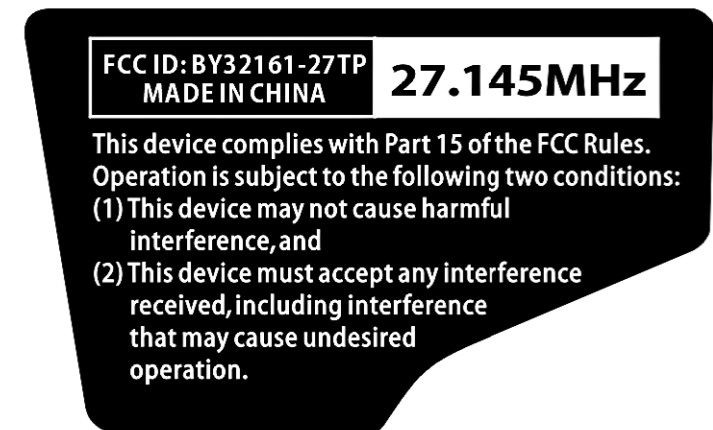 FCC ID: BY32161-27TP
MADE IN CHINA
27.145MHz
This device complies with Part 15 of the FCC Rules.
Operation is subject to the following two conditions:
(1) This device may not cause harmful
interference, and
(2) This device must accept any interference
received, including interference
that may cause undesired
operation.